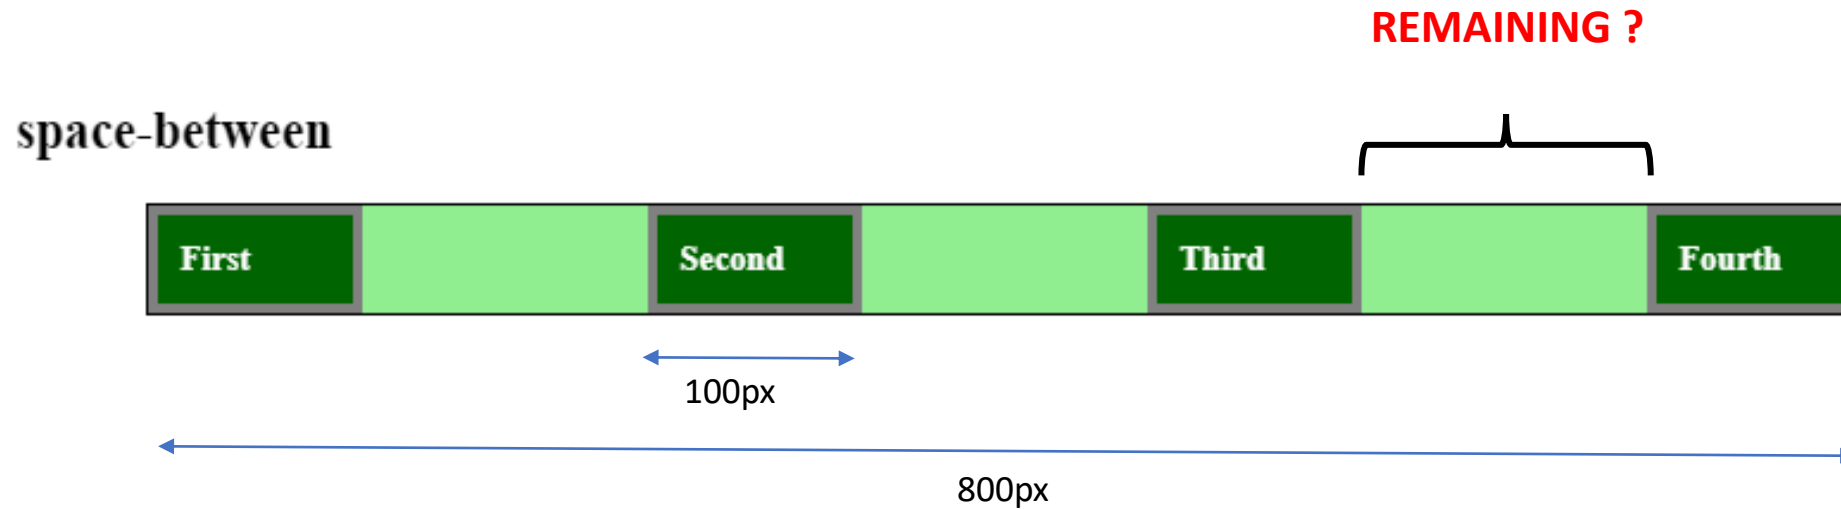 REMAINING ?
space-between
First
Second
Third
Fourth
100px
800px